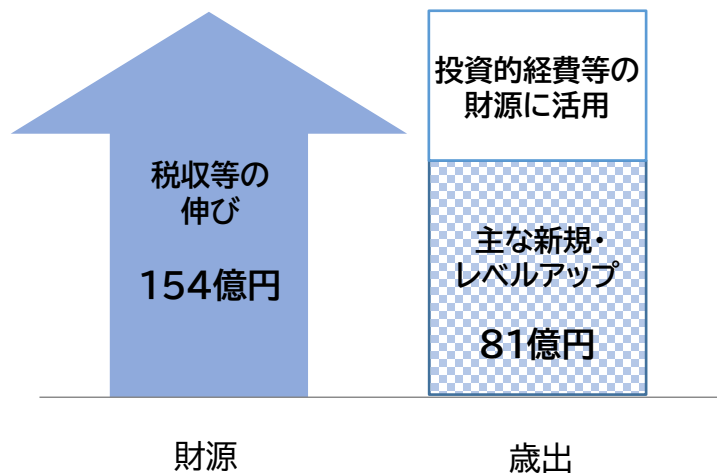 税収等の
伸び
154億円
投資的経費等の
財源に活用
主な新規・
レベルアップ
81億円
財源
歳出